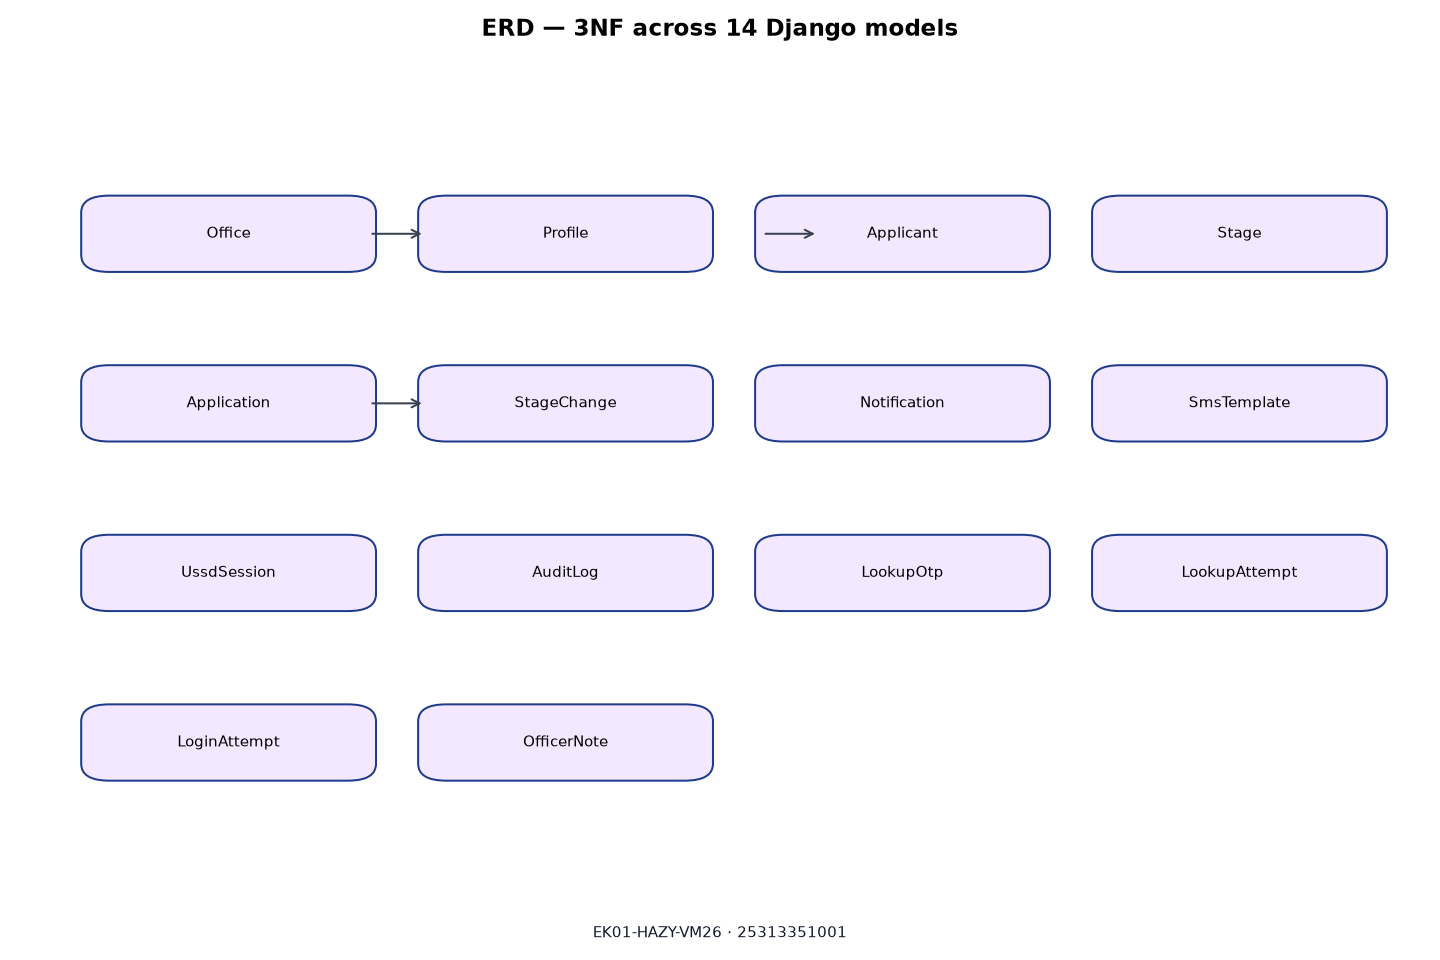 ERD — 3NF across 14 Django models
Office
Profile
Applicant
Stage
Application
StageChange
Notification
SmsTemplate
UssdSession
AuditLog
LookupOtp
LookupAttempt
LoginAttempt
OfficerNote
EK01-HAZY-VM26 · 25313351001